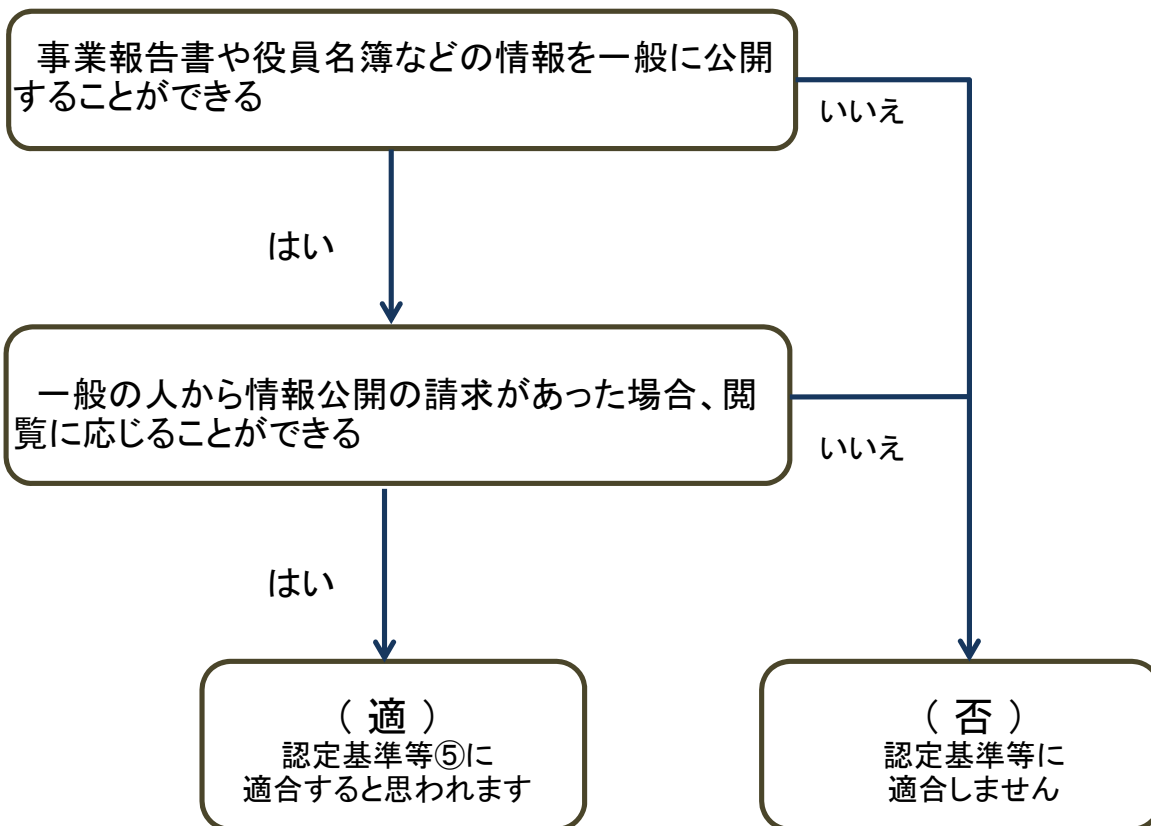 事業報告書や役員名簿などの情報を一般に公開
することができる
いいえ
はい
一般の人から情報公開の請求があった場合、閲
覧に応じることができる
いいえ
はい
（ 適 ）
認定基準等⑤に
適合すると思われます
（ 否 ）
認定基準等に
適合しません